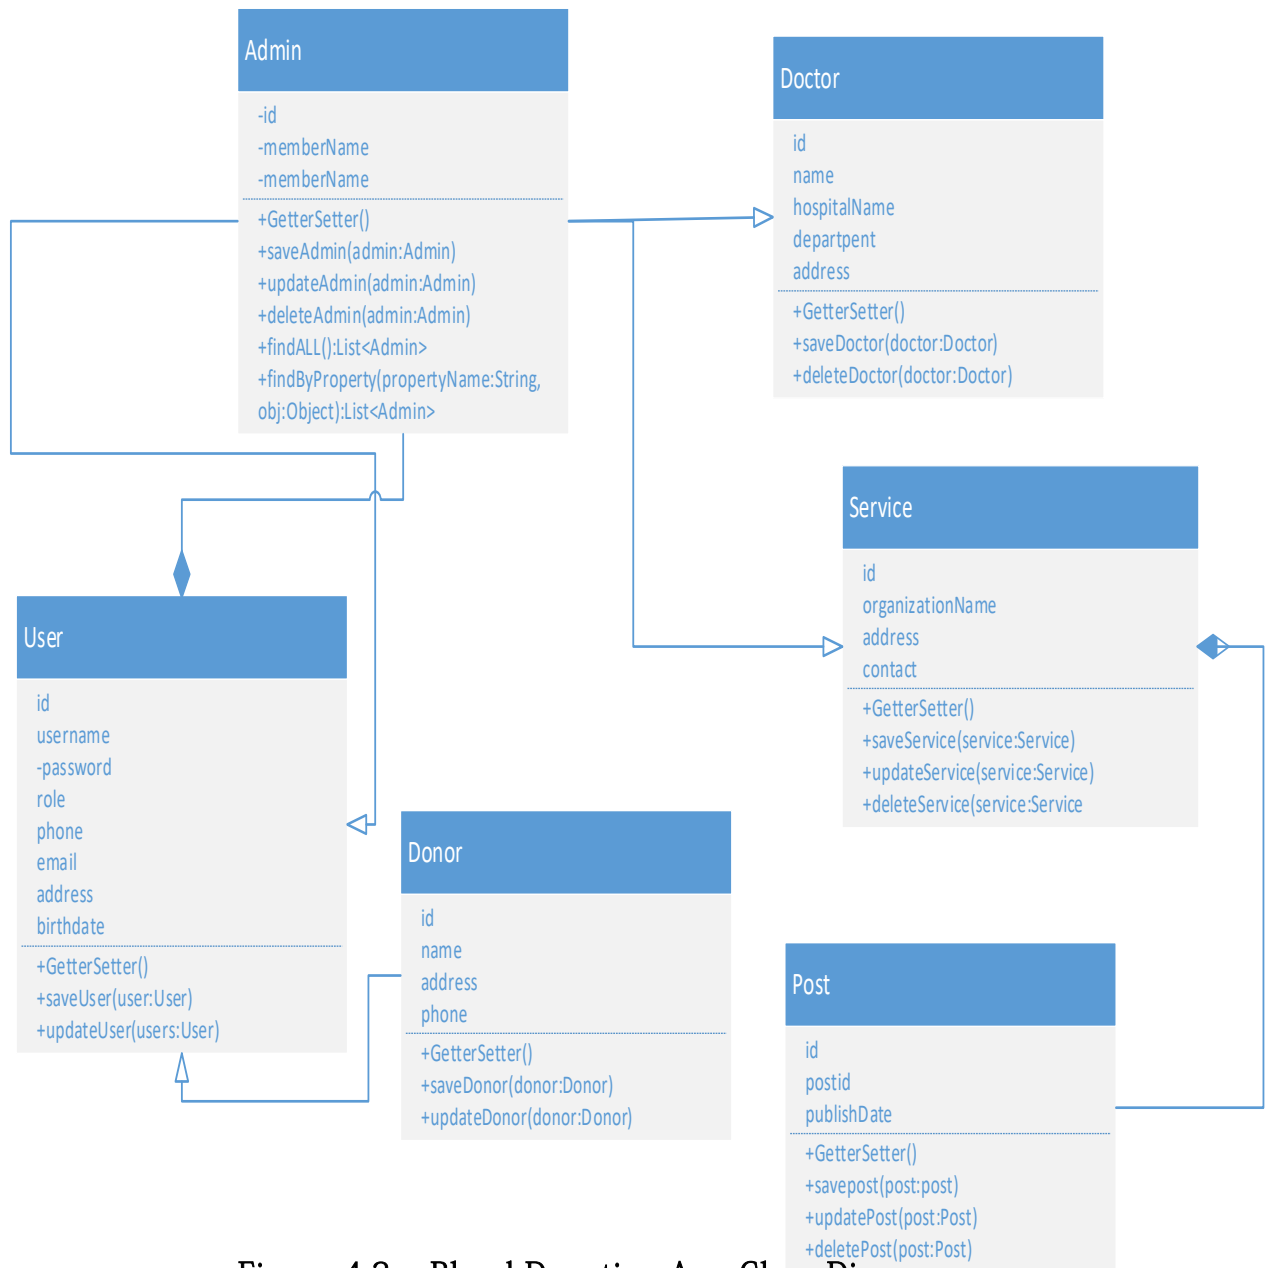 Admin
-id
-memberName
-memberName
+GetterSetter()
+saveAdmin(admin:Admin)
+updateAdmin(admin:Admin)
+deleteAdmin(admin:Admin)
+findALL():List<Admin>
+findByProperty(propertyName:String,
obj:Object):List<Admin>
Doctor
id
name
hospitalName
departpent
address
+GetterSetter()
+saveDoctor(doctor:Doctor)
+deleteDoctor(doctor:Doctor)
Service
id
organizationName
address
contact
+GetterSetter()
+saveService(service:Service)
+updateService(service:Service)
+deleteService(service:Service
User
id
username
-password
role
phone
email
address
birthdate
+GetterSetter()
+saveUser(user:User)
+updateUser(users:User)
Donor
id
name
address
phone
+GetterSetter()
+saveDonor(donor:Donor)
+updateDonor(donor:Donor)
Post
id
postid
publishDate
+GetterSetter()
+savepost(post:post)
+updatePost(post:Post)
+deletePost(post:Post)